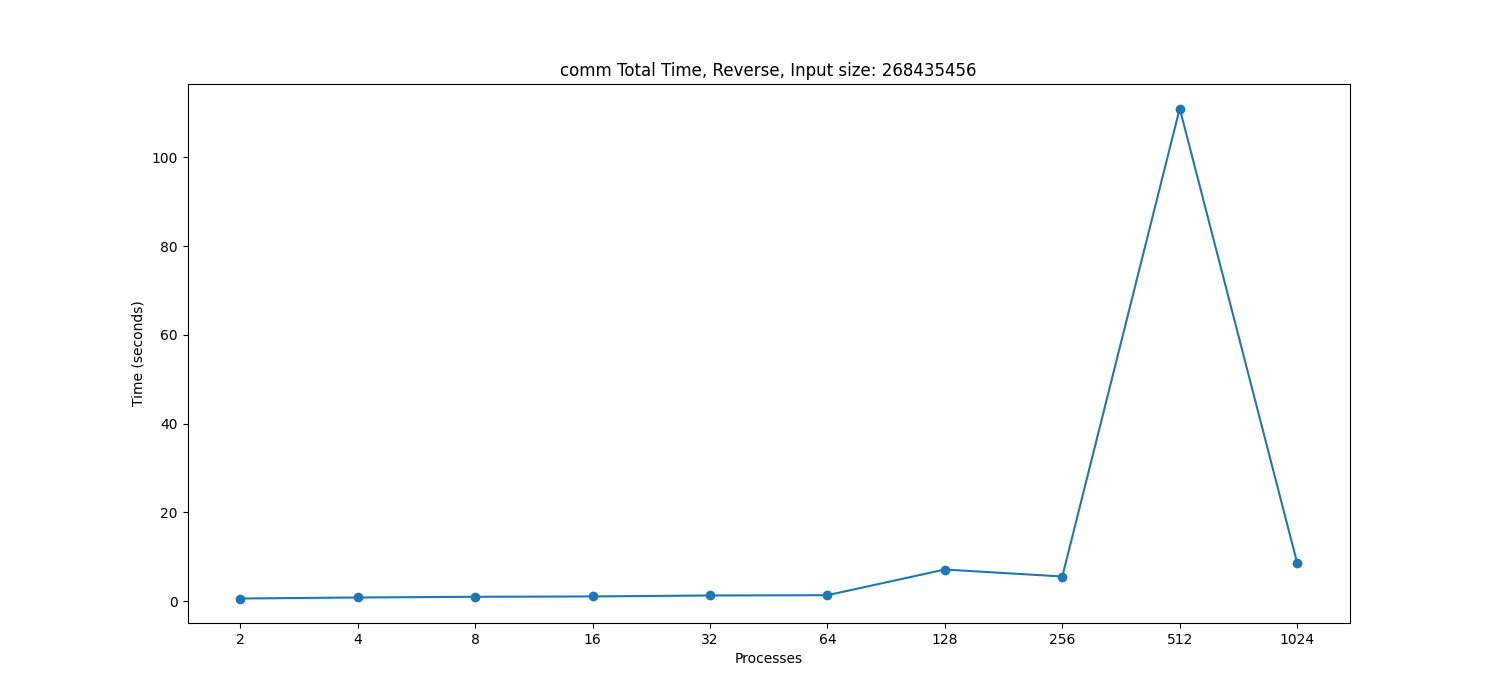 comm Total Time, Reverse, Input size: 268435456
100
80
60
40
20
0
Time (seconds)
2 4 8 16 32 64 128 256 512 1024
Processes